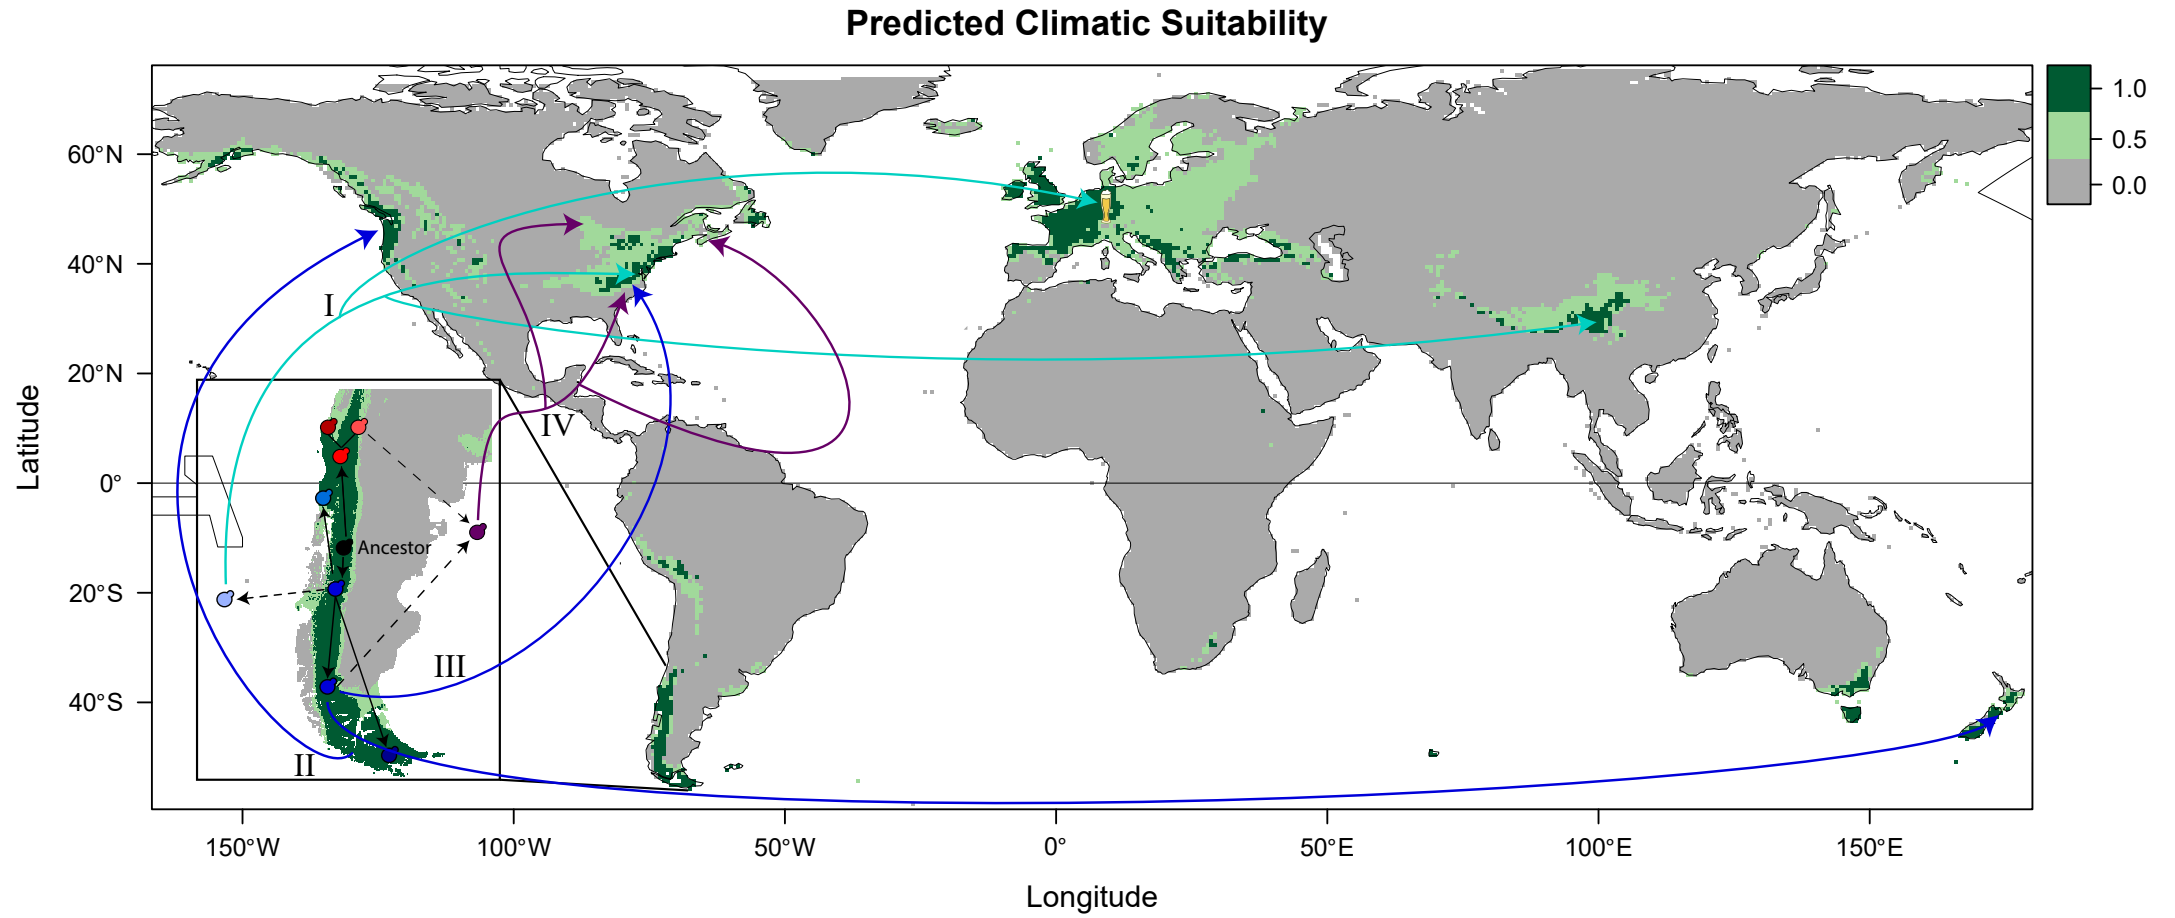 Predicted Climatic Suitability
1.0
0.5
0.0
60°N
40°N
20°N
0°
20°S
40°S
Latitude
I
IV
Ancestor
III
II
150°W
100°W
50°W
0°
50°E
100°E
150°E
Longitude